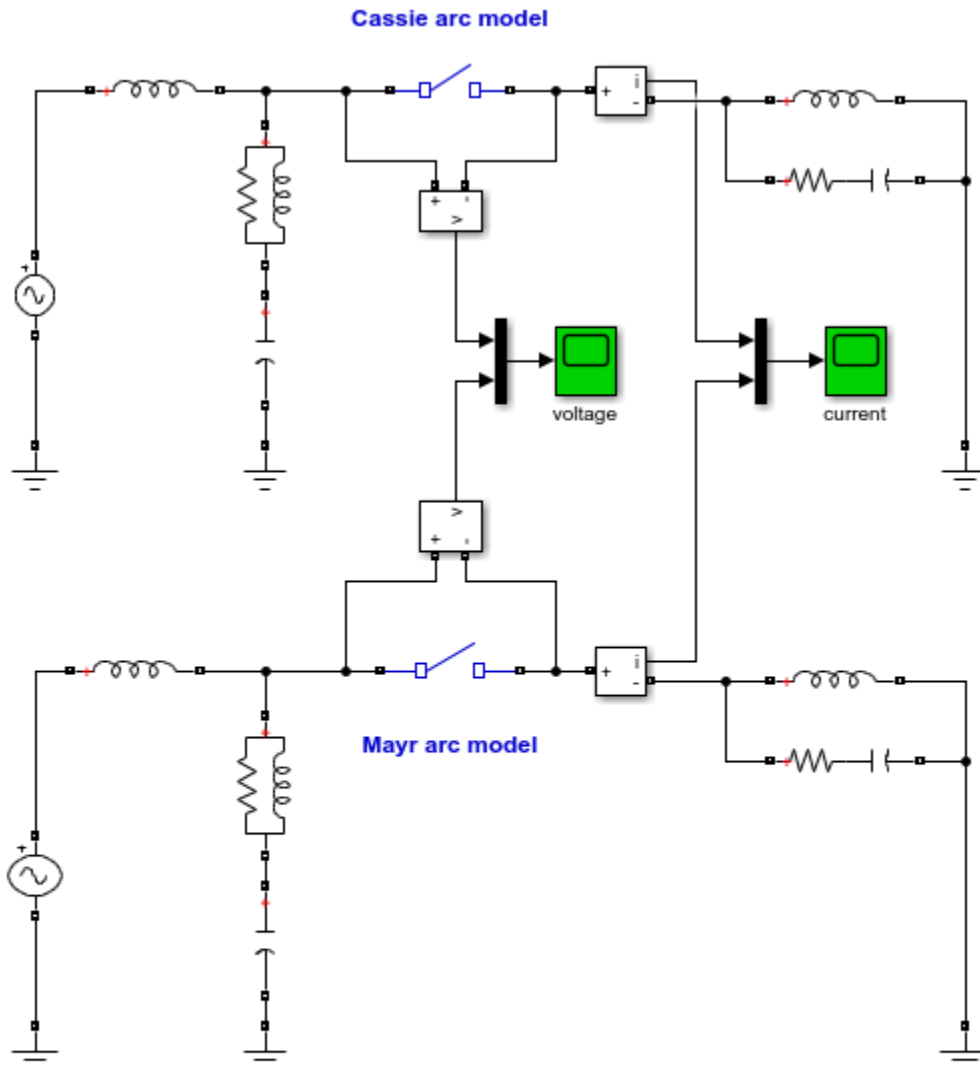 Cassie arc model
+
i
+
-
+
+
+
+ -
v
+
+
voltage
current
v
+ -
+
i
+
-
+
Mayr arc model
+
+
+
+